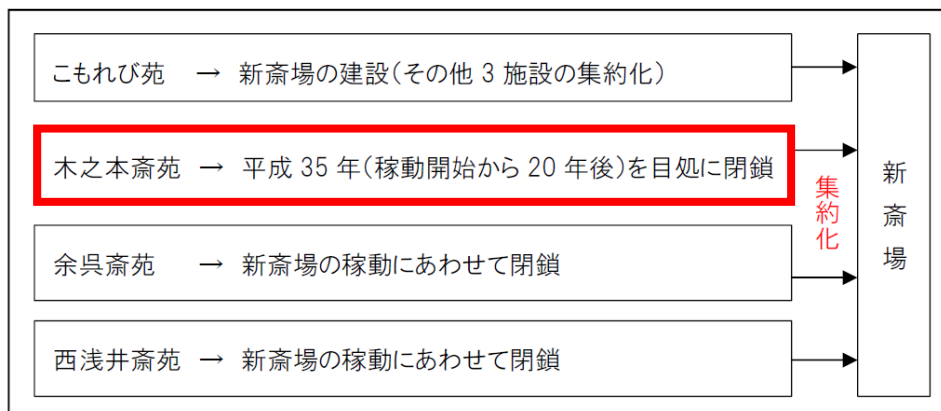 こもれび苑 → 新斎場の建設(その他 3 施設の集約化)
木之本斎苑 → 平成 35 年(稼動開始から 20 年後)を目処に閉鎖
余呉斎苑 → 新斎場の稼動にあわせて閉鎖
西浅井斎苑 → 新斎場の稼動にあわせて閉鎖
集約化
新斎場